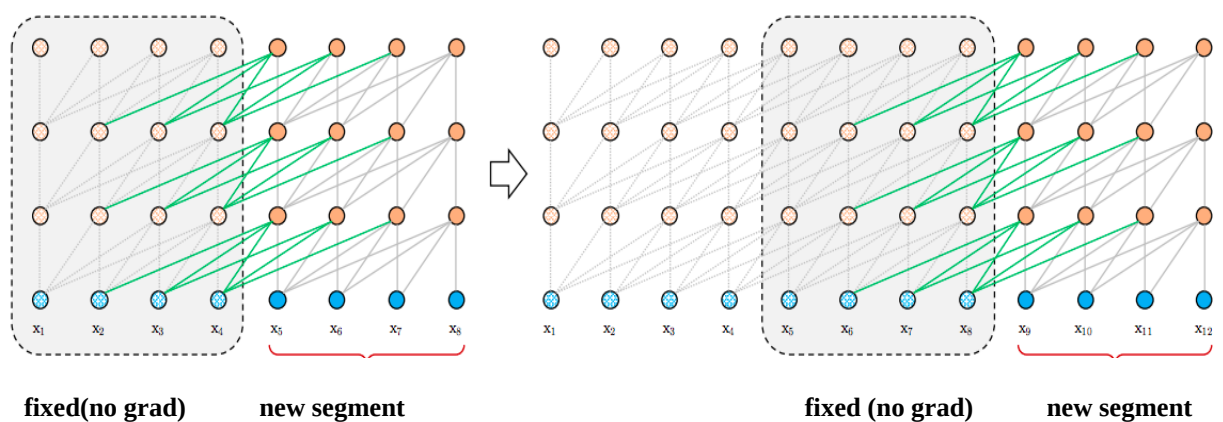 x1 x2 x3 x4 x5 x6 x7 x8 x1 x2 x3 x4 x5 x6 x7 x8 x9 x10 x11 x12
fixed(no grad) new segment fixed (no grad) new segment